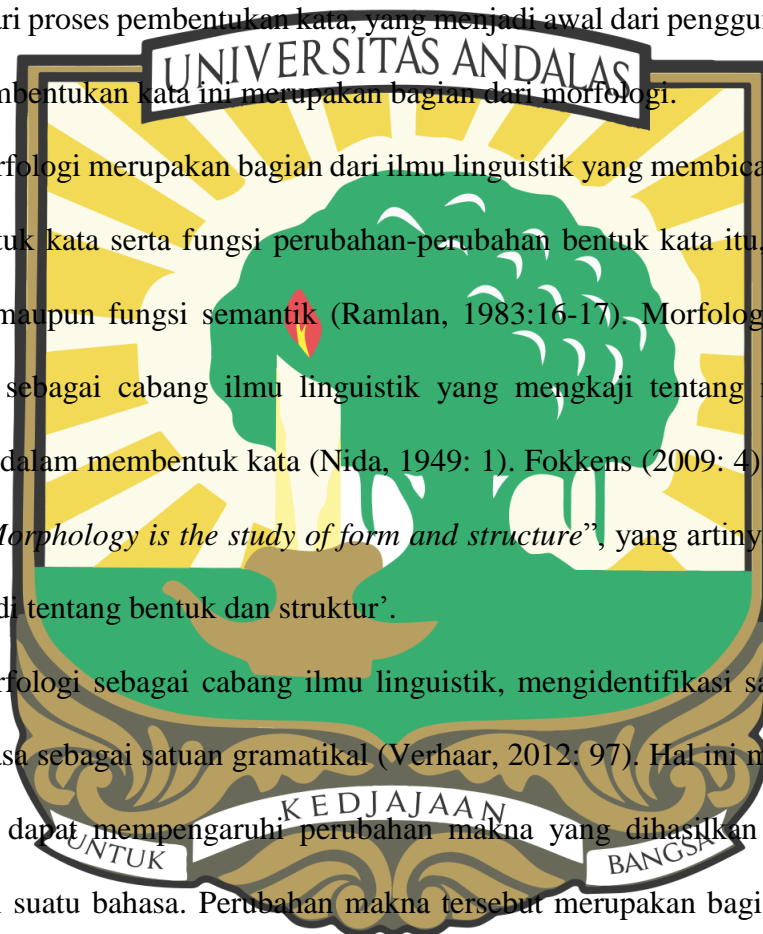 ari proses pembentukan kata, yang menjadi awal dari penggu
UNIVERSITAS ANDALAS
mbentukan kata ini merupakan bagian dari morfologi.
rfologi merupakan bagian dari ilmu linguistik yang membica
tuk kata serta fungsi perubahan-perubahan bentuk kata itu,
maupun fungsi semantik (Ramlan, 1983:16-17). Morfolog
sebagai cabang ilmu linguistik yang mengkaji tentang
dalam membentuk kata (Nida, 1949: 1). Fokkens (2009: 4)
Morphology is the study of form and structure”, yang artiny
di tentang bentuk dan struktur’.
rfologi sebagai cabang ilmu linguistik, mengidentifikasi sa
asa sebagai satuan gramatikal (Verhaar, 2012: 97). Hal ini m
KEDJAJAAN
dapat mempengaruhi perubahan makna yang dihasilkan
UNTUK BANGSA
suatu bahasa. Perubahan makna tersebut merupakan bagi